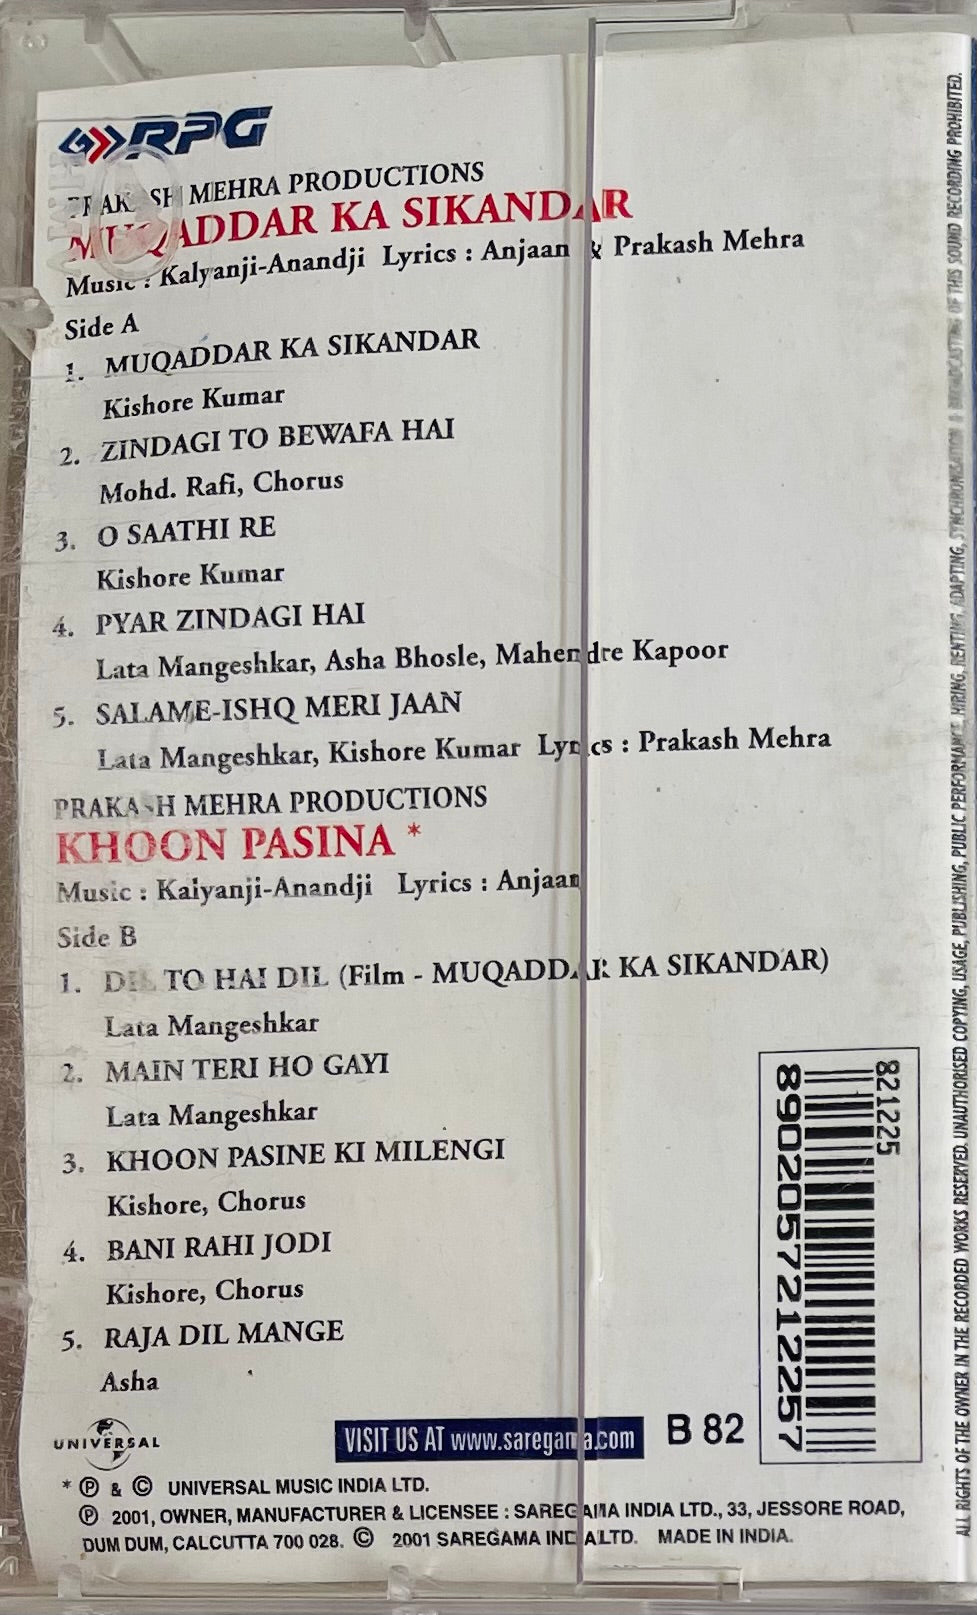 RPG
PRAKASH MEHRA PRODUCTIONS
MUQADDAR KA SIKANDAR
Music : Kalyanji-Anandji Lyrics : Anjaan & Prakash Mehra
Side A
1. MUQADDAR KA SIKANDAR
Kishore Kumar
2. ZINDAGI TO BEWAFA HAI
Mohd. Rafi, Chorus
3. O SAATHI RE
Kishore Kumar
4. PYAR ZINDAGI HAI
Lata Mangeshkar, Asha Bhosle, Mahendre Kapoor
5. SALAME-ISHQ MERI JAAN
Lata Mangeshkar, Kishore Kumar Lyrics : Prakash Mehra
PRAKASH MEHRA PRODUCTIONS
KHOON PASINA *
Music : Kalyanji-Anandji Lyrics : Anjaan
Side B
1. DIL TO HAI DIL (Film - MUQADDAR KA SIKANDAR)
Lata Mangeshkar
2. MAIN TERI HO GAYI
Lata Mangeshkar
3. KHOON PASINE KI MILENGI
Kishore, Chorus
4. BANI RAHI JODI
Kishore, Chorus
5. RAJA DIL MANGE
Asha
821225
8902057212257
UNIVERSAL
VISIT US AT www.saregama.com
B 82
* ℗ & © UNIVERSAL MUSIC INDIA LTD.
℗ 2001, OWNER, MANUFACTURER & LICENSEE : SAREGAMA INDIA LTD., 33, JESSORE ROAD,
DUM DUM, CALCUTTA 700 028. © 2001 SAREGAMA INDIA LTD. MADE IN INDIA.
ALL RIGHTS OF THE OWNER IN THE RECORDED WORKS RESERVED. UNAUTHORISED COPYING, USAGE, PUBLISHING, PUBLIC PERFORMANCE, HIRING, RENTING, ADAPTING, SYNCHRONISATION & BROADCASTING OF THIS SOUND RECORDING PROHIBITED.